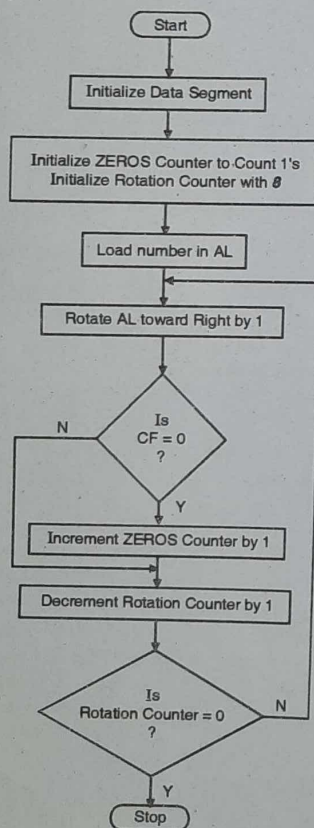 Start
Initialize Data Segment
Initialize ZEROS Counter to Count 1's
Initialize Rotation Counter with 8
Load number in AL
Rotate AL toward Right by 1
Is
CF = 0
?
N
Y
Increment ZEROS Counter by 1
Decrement Rotation Counter by 1
Is
Rotation Counter = 0
?
N
Y
Stop